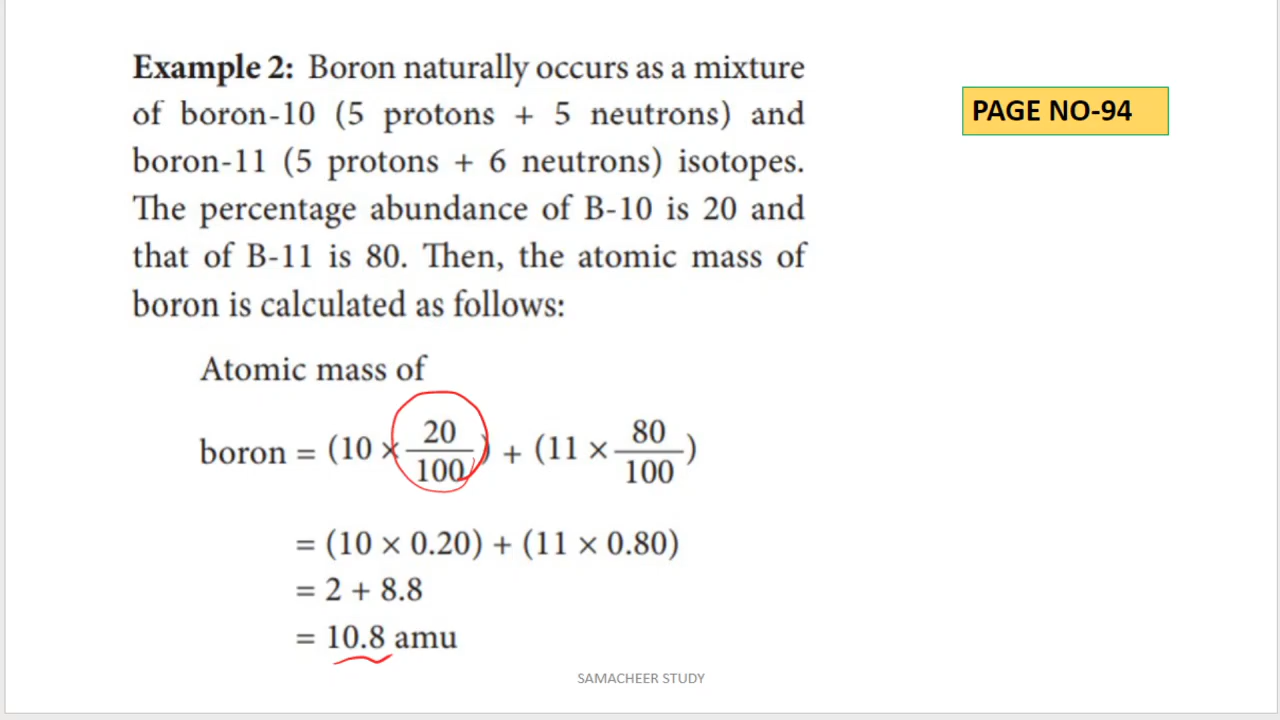 Example 2: Boron naturally occurs as a mixture
of boron-10 (5 protons + 5 neutrons) and
boron-11 (5 protons + 6 neutrons) isotopes.
The percentage abundance of B-10 is 20 and
that of B-11 is 80. Then, the atomic mass of
boron is calculated as follows:
PAGE NO-94
Atomic mass of
boron = (10 × 20/100) + (11 × 80/100)
= (10 × 0.20) + (11 × 0.80)
= 2 + 8.8
= 10.8 amu
SAMACHEER STUDY